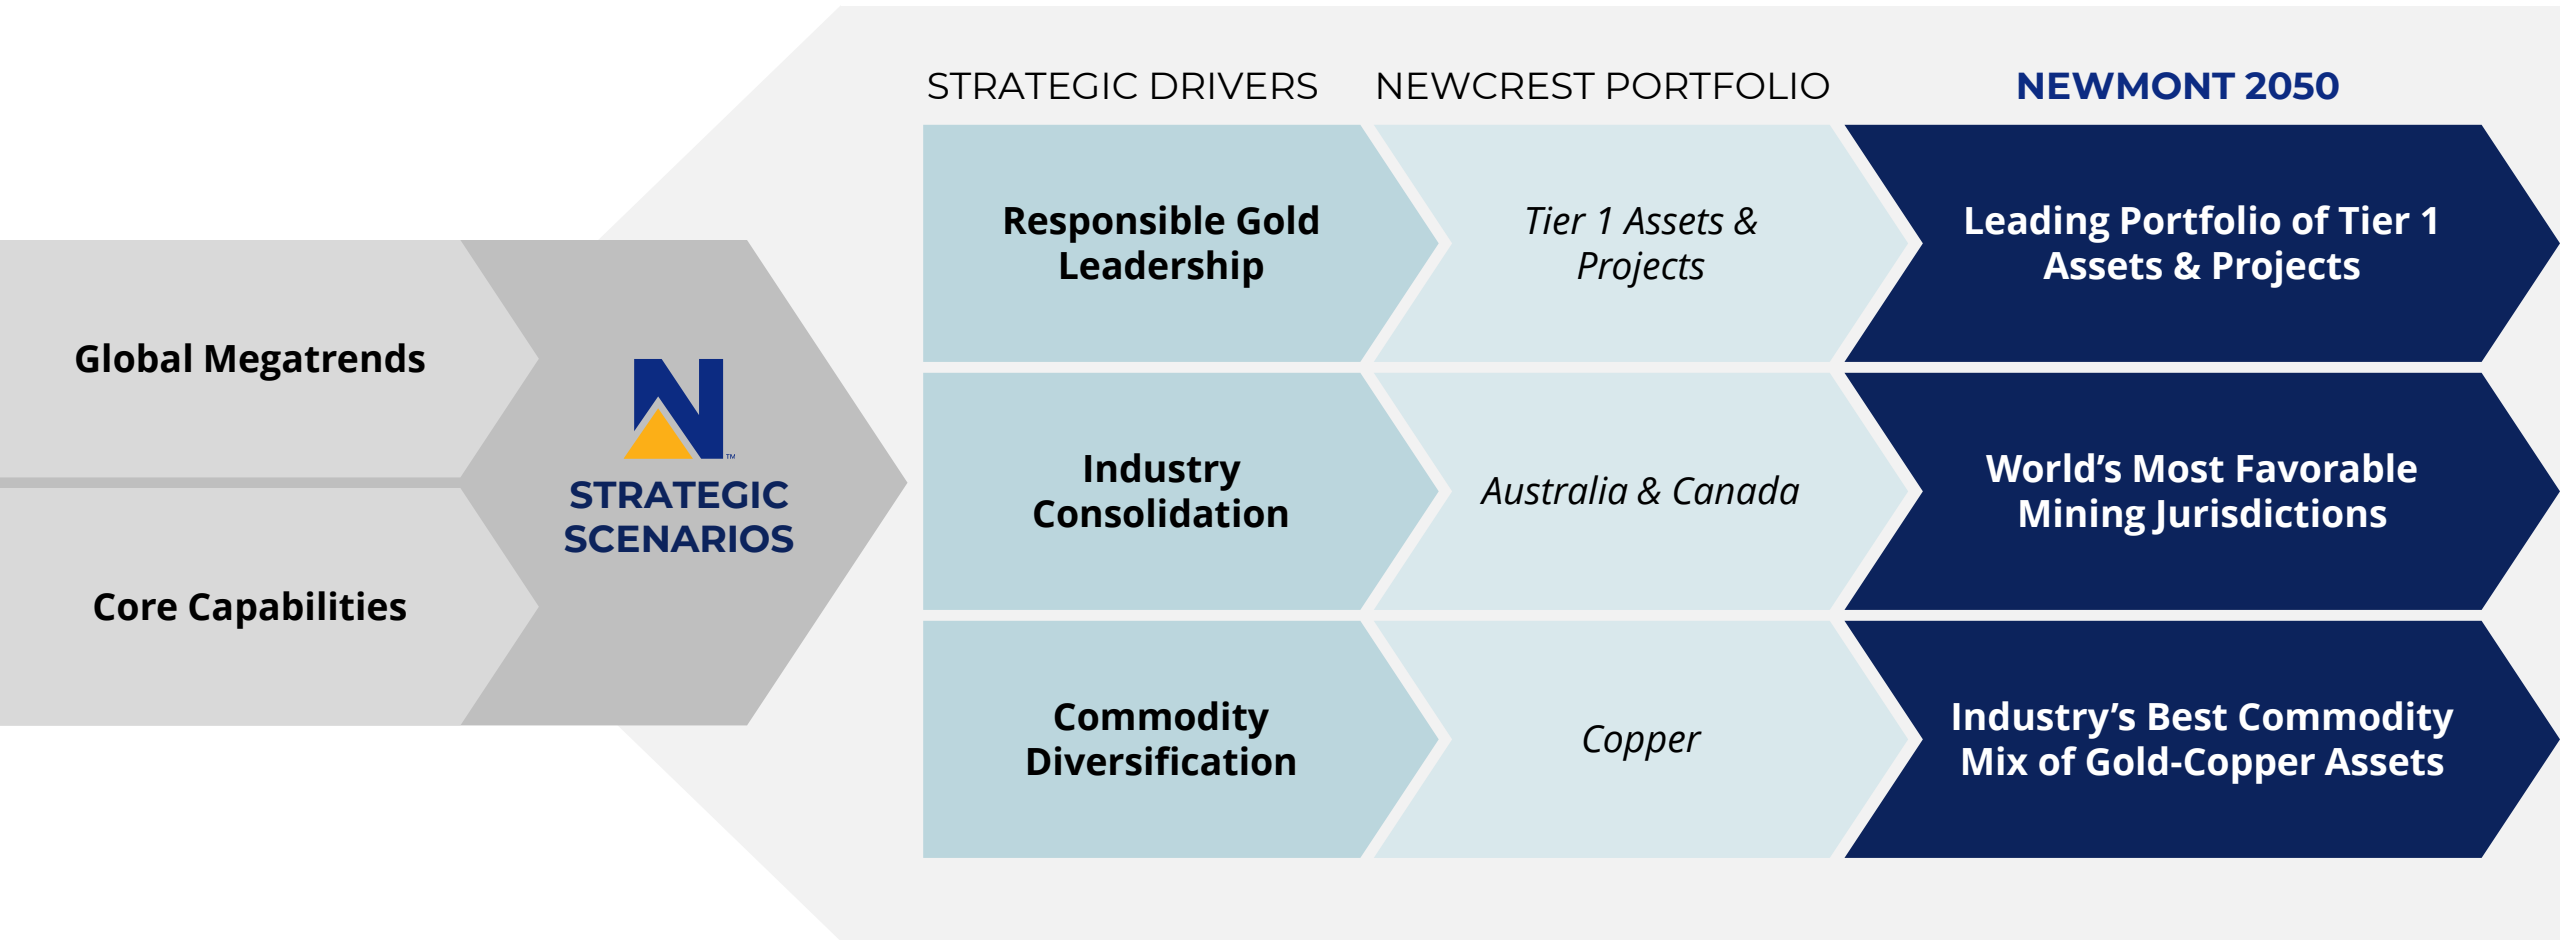 STRATEGIC DRIVERS
NEWCREST PORTFOLIO
NEWMONT 2050
Global Megatrends
Core Capabilities
N
TM
STRATEGIC
SCENARIOS
Responsible Gold
Leadership
Tier 1 Assets &
Projects
Leading Portfolio of Tier 1
Assets & Projects
Industry
Consolidation
Australia & Canada
World’s Most Favorable
Mining Jurisdictions
Commodity
Diversification
Copper
Industry’s Best Commodity
Mix of Gold-Copper Assets